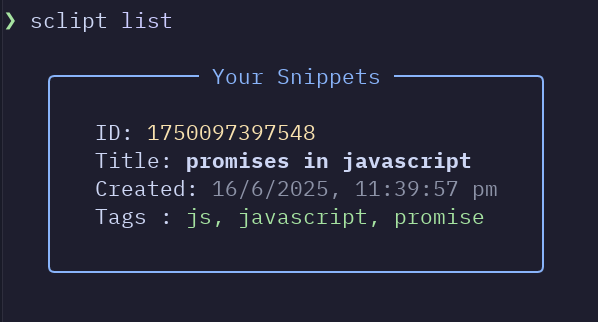 ❯ sclipt list
Your Snippets
ID: 1750097397548
Title: promises in javascript
Created: 16/6/2025, 11:39:57 pm
Tags : js, javascript, promise